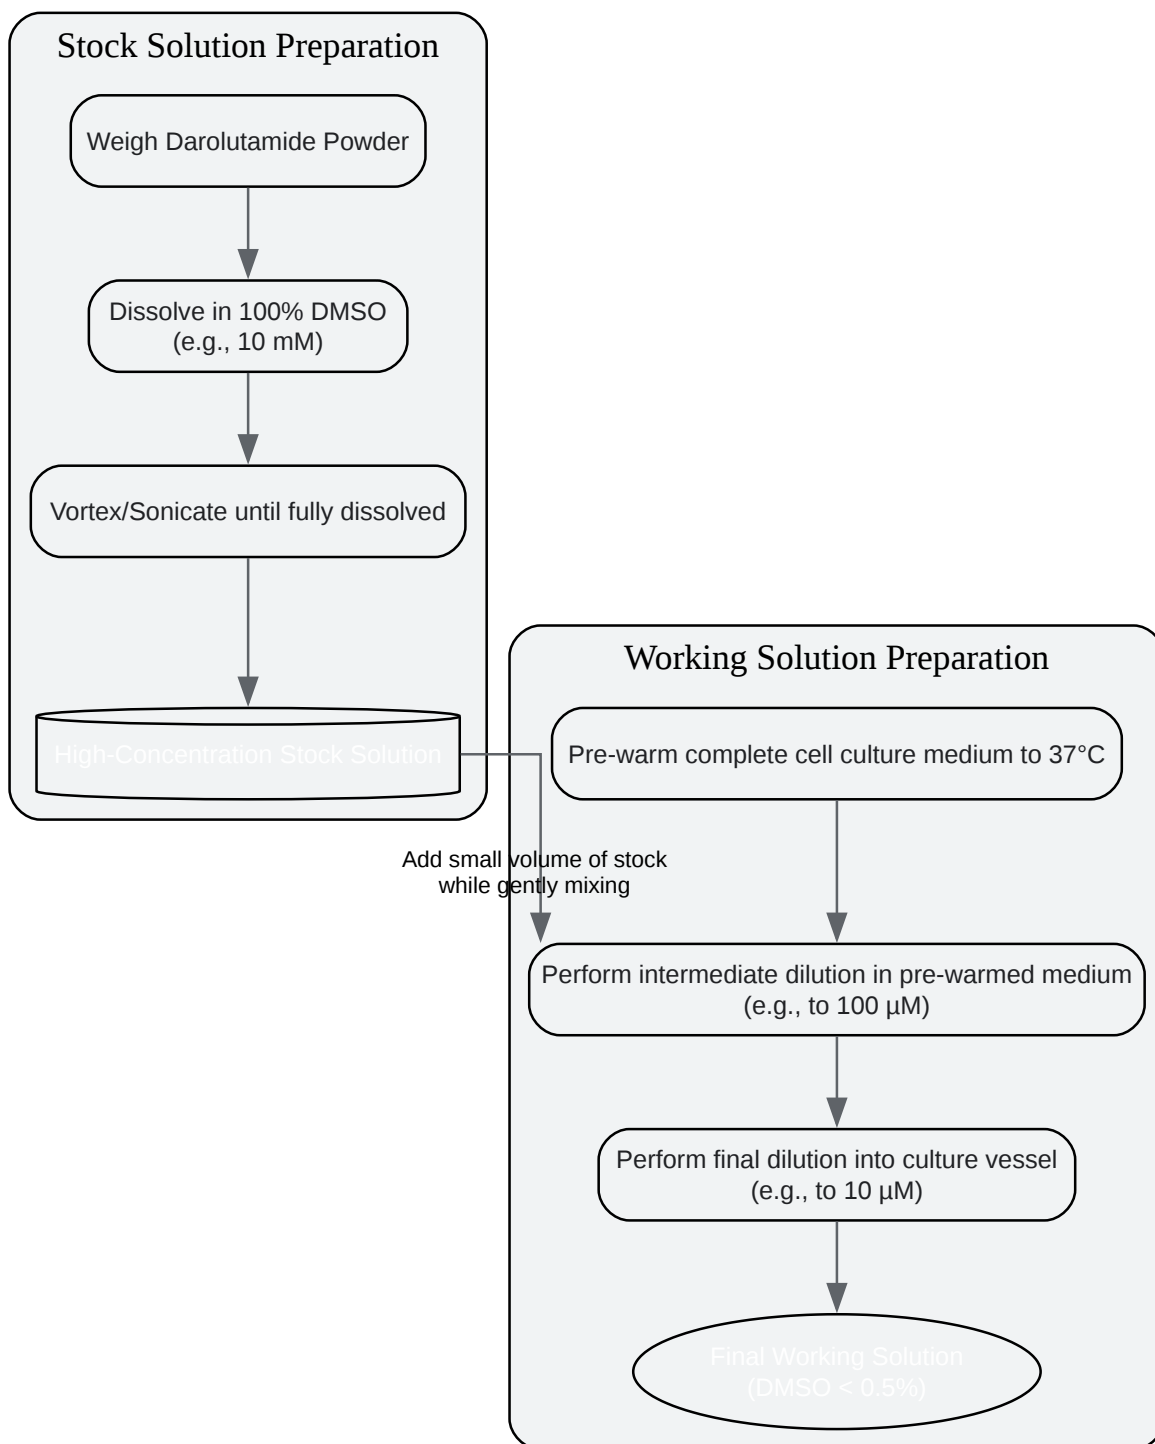 Stock Solution Preparation
Weigh Darolutamide Powder
Dissolve in 100% DMSO
(e.g., 10 mM)
Vortex/Sonicate until fully dissolved
High-Concentration Stock Solution
Add small volume of stock
while gently mixing
Working Solution Preparation
Pre-warm complete cell culture medium to 37°C
Perform intermediate dilution in pre-warmed medium
(e.g., to 100 µM)
Perform final dilution into culture vessel
(e.g., to 10 µM)
Final Working Solution
(DMSO < 0.5%)